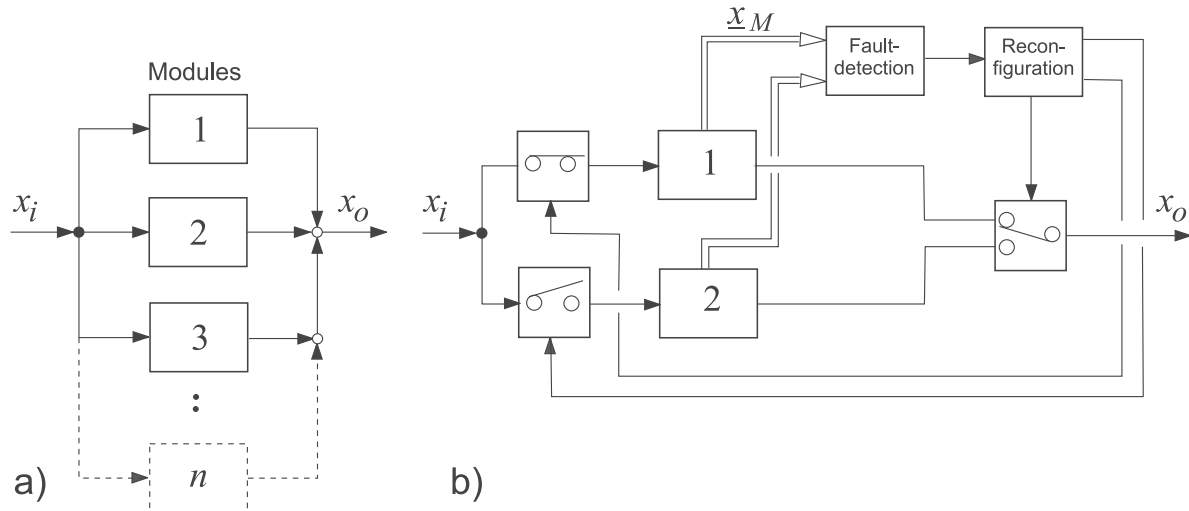 Modules
1
x_i
2
x_o
3
:
n
a)
x_M
Fault-
detection
Recon-
figuration
1
x_i
x_o
2
b)